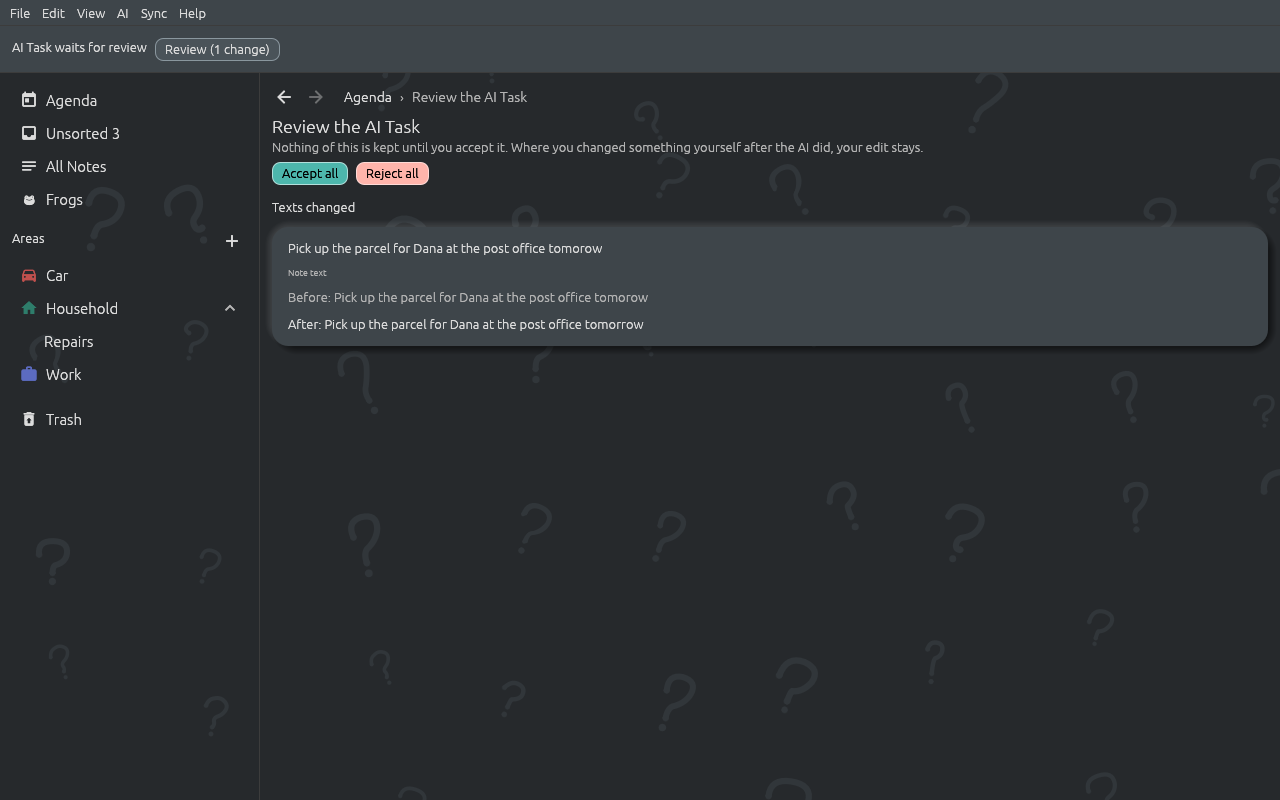 File Edit View AI Sync Help
AI Task waits for review Review (1 change)
Agenda
Unsorted 3
All Notes
Frogs
Areas
Car
Household
Repairs
Work
Trash
Agenda › Review the AI Task
Review the AI Task
Nothing of this is kept until you accept it. Where you changed something yourself after the AI did, your edit stays.
Accept all Reject all
Texts changed
Pick up the parcel for Dana at the post office tomorow
Note text
Before: Pick up the parcel for Dana at the post office tomorow
After: Pick up the parcel for Dana at the post office tomorrow